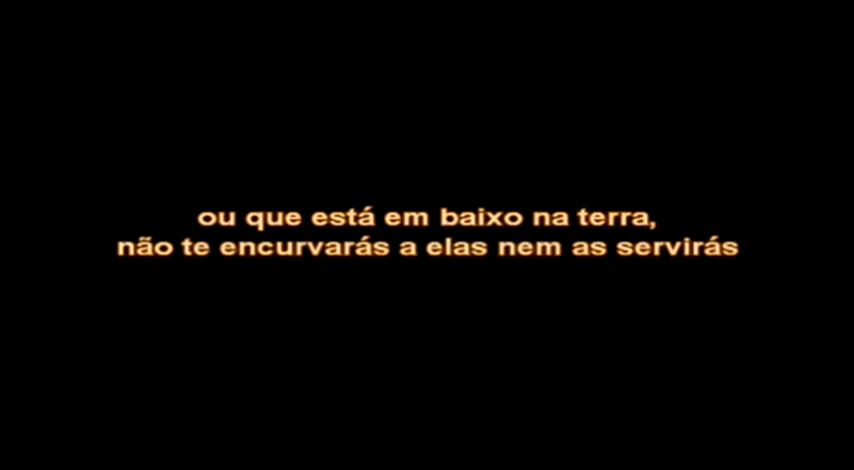 ou que está em baixo na terra,
não te encurvarás a elas nem as servirás